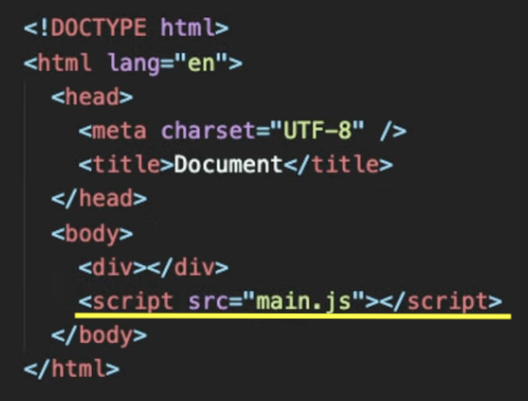 <!DOCTYPE html>
<html lang="en">
<head>
<meta charset="UTF-8" />
<title>Document</title>
</head>
<body>
<div></div>
<script src="main.js"></script>
</body>
</html>